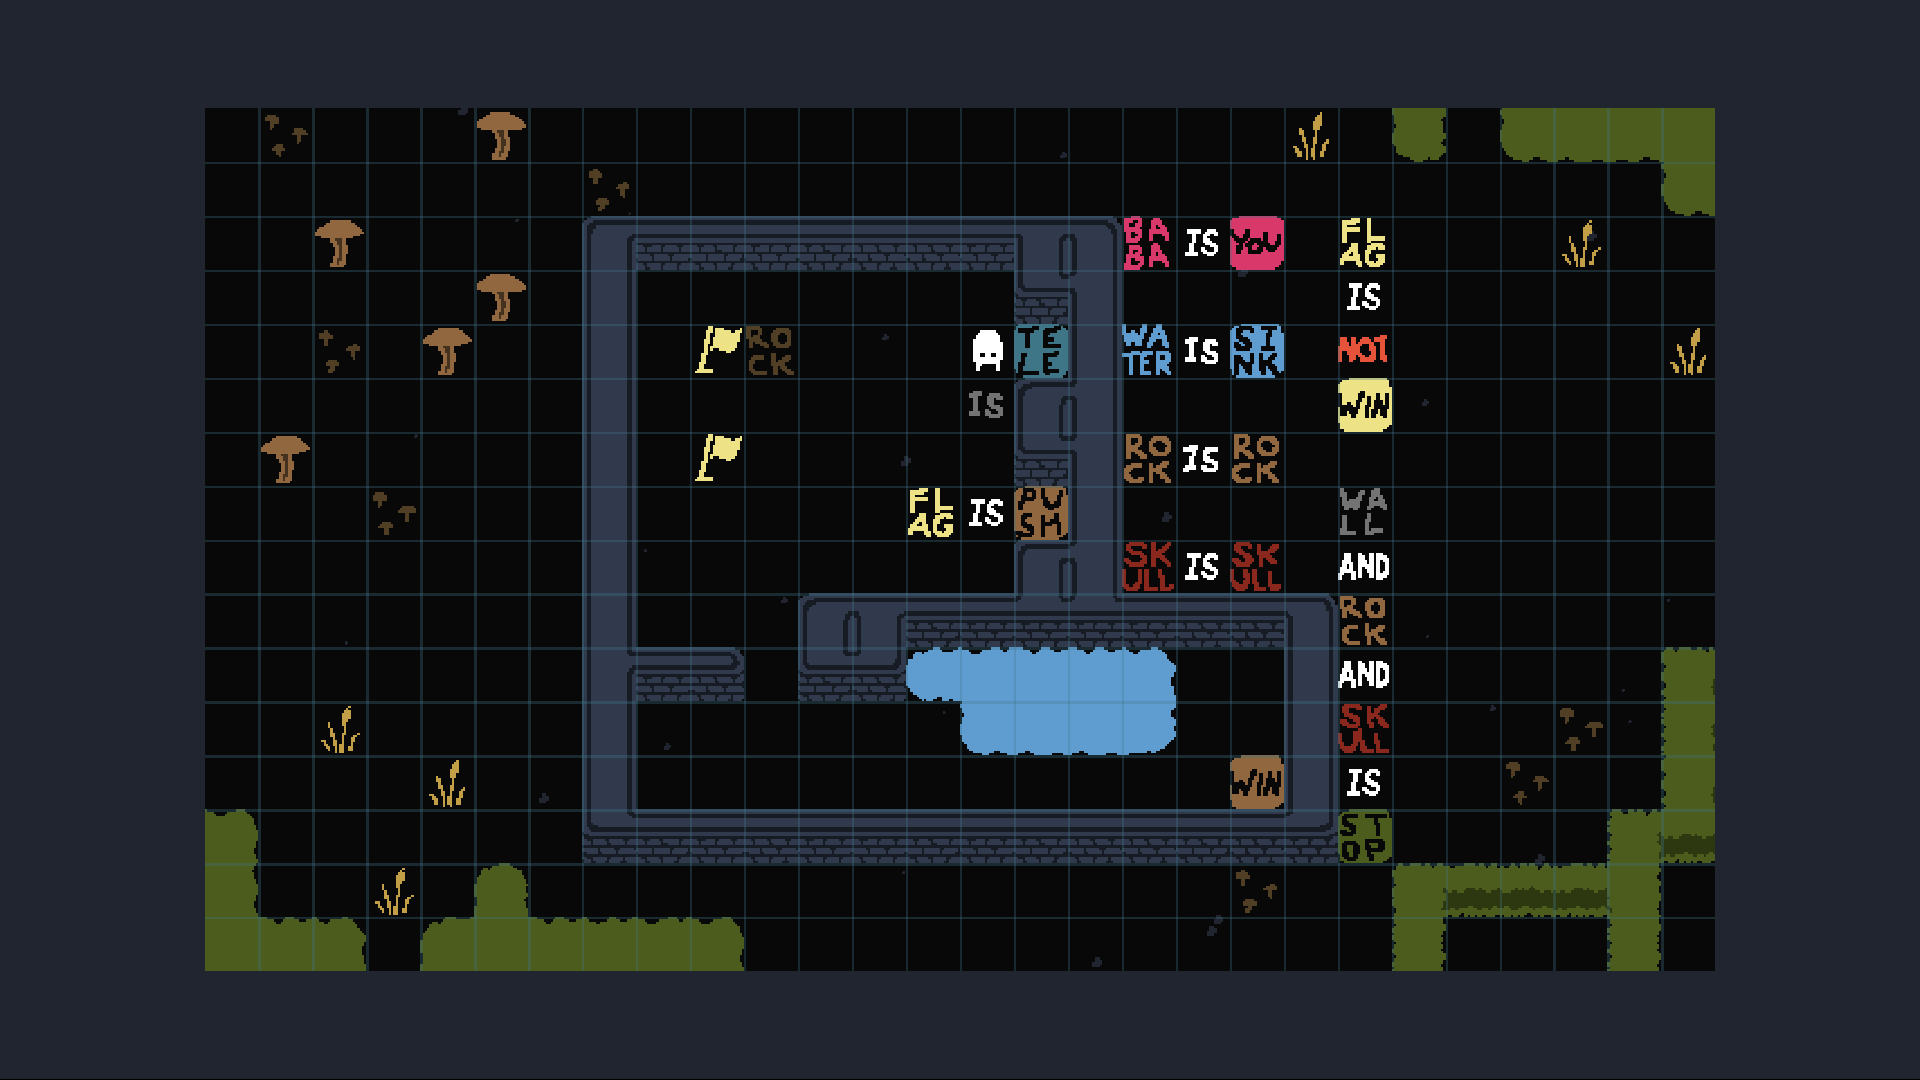 BABA IS YOU FLAG
IS
ROCK TELE WATER IS STINK NOT
IS WIN
ROCK IS ROCK
FLAG IS PUSH WALL
SKULL IS SKULL AND
ROCK
AND
SKULL
WIN IS
STOP